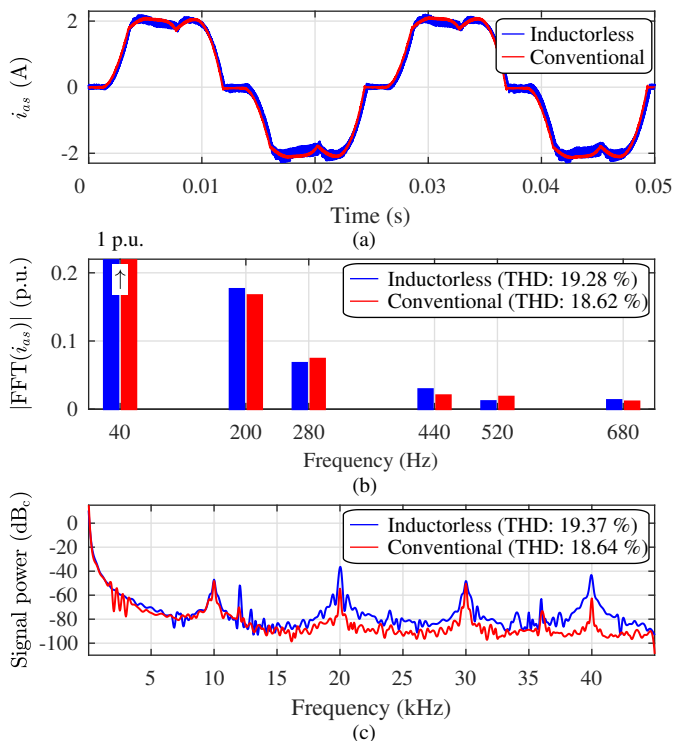 2
0
-2
i_as (A)
Inductorless
Conventional
0
0.01
0.02
0.03
0.04
0.05
Time (s)
(a)
1 p.u.
↑
0.2
0.1
0
|FFT(i_as)| (p.u.)
Inductorless (THD: 19.28 %)
Conventional (THD: 18.62 %)
40
200
280
440
520
680
Frequency (Hz)
(b)
0
-20
-40
-60
-80
-100
Signal power (dB_c)
Inductorless (THD: 19.37 %)
Conventional (THD: 18.64 %)
5
10
15
20
25
30
35
40
Frequency (kHz)
(c)